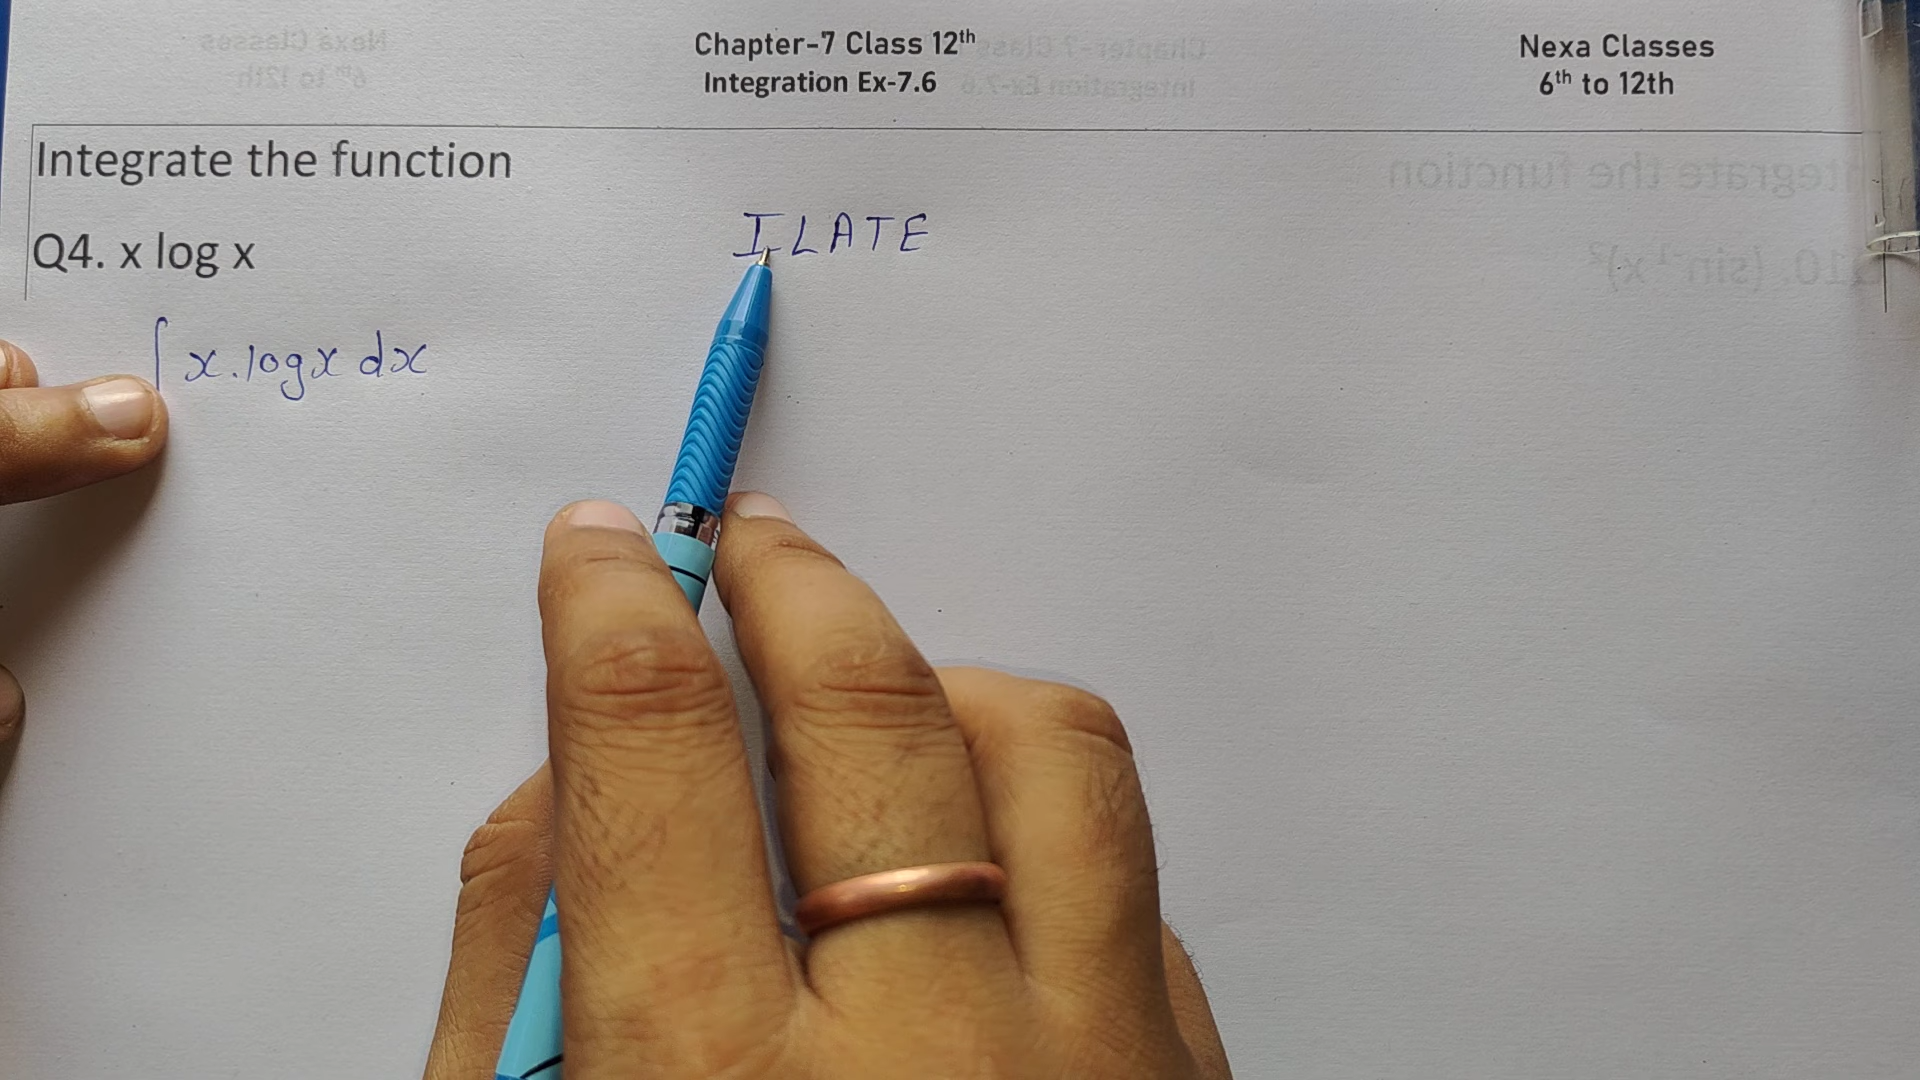 Chapter-7 Class 12th
Integration Ex-7.6
Nexa Classes
6th to 12th
Integrate the function
Q4. x log x
ILATE
∫ x.logx dx